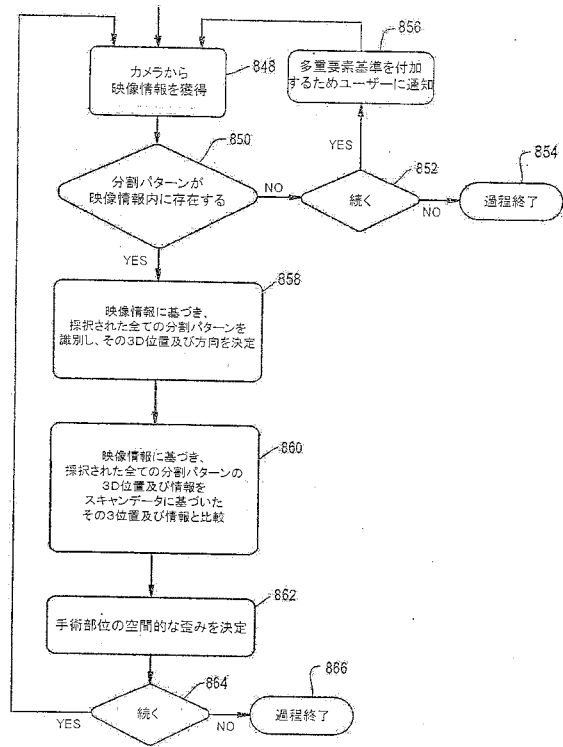 848
カメラから
映像情報を獲得
856
多重要素基準を付加
するためユーザーに通知
850
分割パターンが
映像情報内に存在する
NO
YES
852
続く
YES
NO
854
過程終了
858
映像情報に基づき、
採択された全ての分割パターンを
識別し、その3D位置及び方向を決定
860
映像情報に基づき、
採択された全ての分割パターンの
3D位置及び情報を
スキャンデータに基づいた
その3位置及び情報と比較
862
手術部位の空間的な歪みを決定
864
続く
YES
NO
866
過程終了